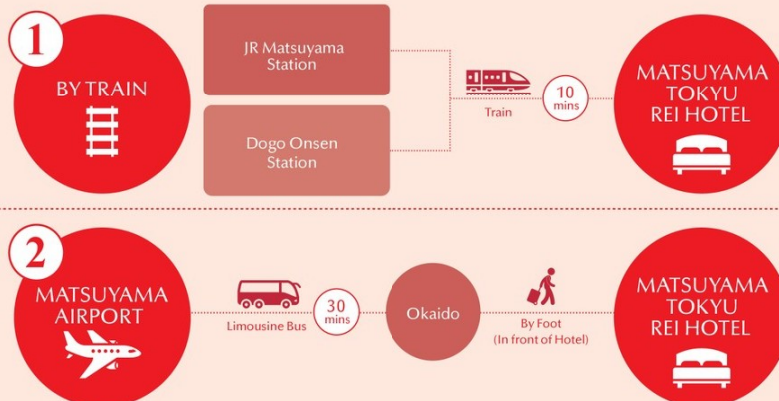 1
BY TRAIN
JR Matsuyama
Station
Dogo Onsen
Station
Train
10
mins
MATSUYAMA
TOKYU
REI HOTEL
2
MATSUYAMA
AIRPORT
Limousine Bus
30
mins
Okaido
By Foot
(In front of Hotel)
MATSUYAMA
TOKYU
REI HOTEL